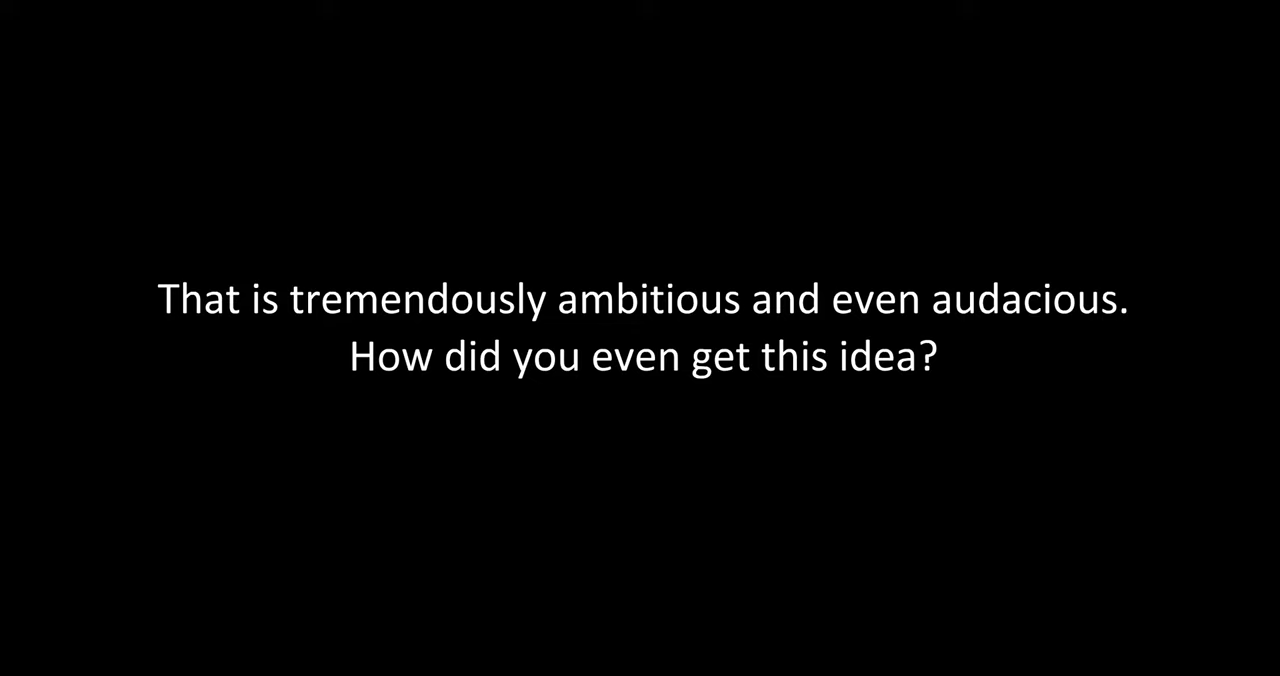 That is tremendously ambitious and even audacious.
How did you even get this idea?